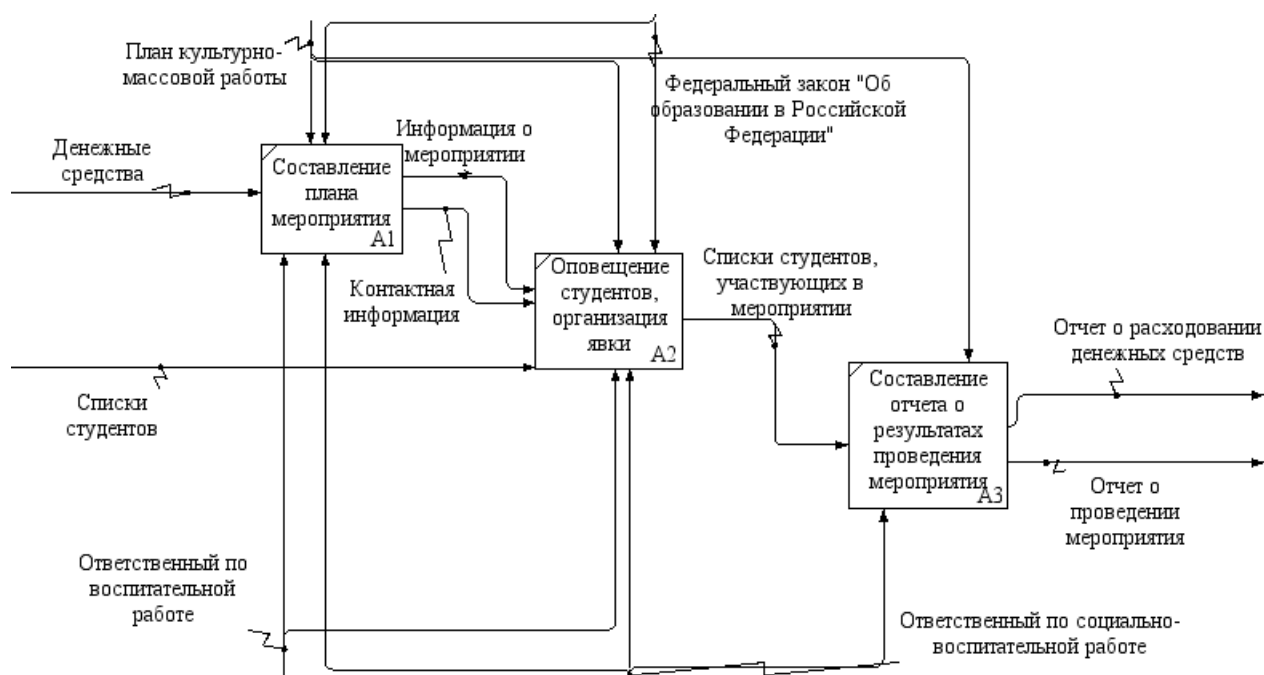 План культурно-
массовой работы
Федеральный закон "Об
образовании в Российской
Федерации"
Денежные
средства
Составление
плана
мероприятия
A1
Информация о
мероприятии
Контактная
информация
Оповещение
студентов,
организация
явки
A2
Списки студентов,
участвующих в
мероприятии
Списки
студентов
Составление
отчета о
результатах
проведения
мероприятия
A3
Отчет о расходовании
денежных средств
Отчет о
проведении
мероприятия
Ответственный по
воспитательной
работе
Ответственный по социально-
воспитательной работе